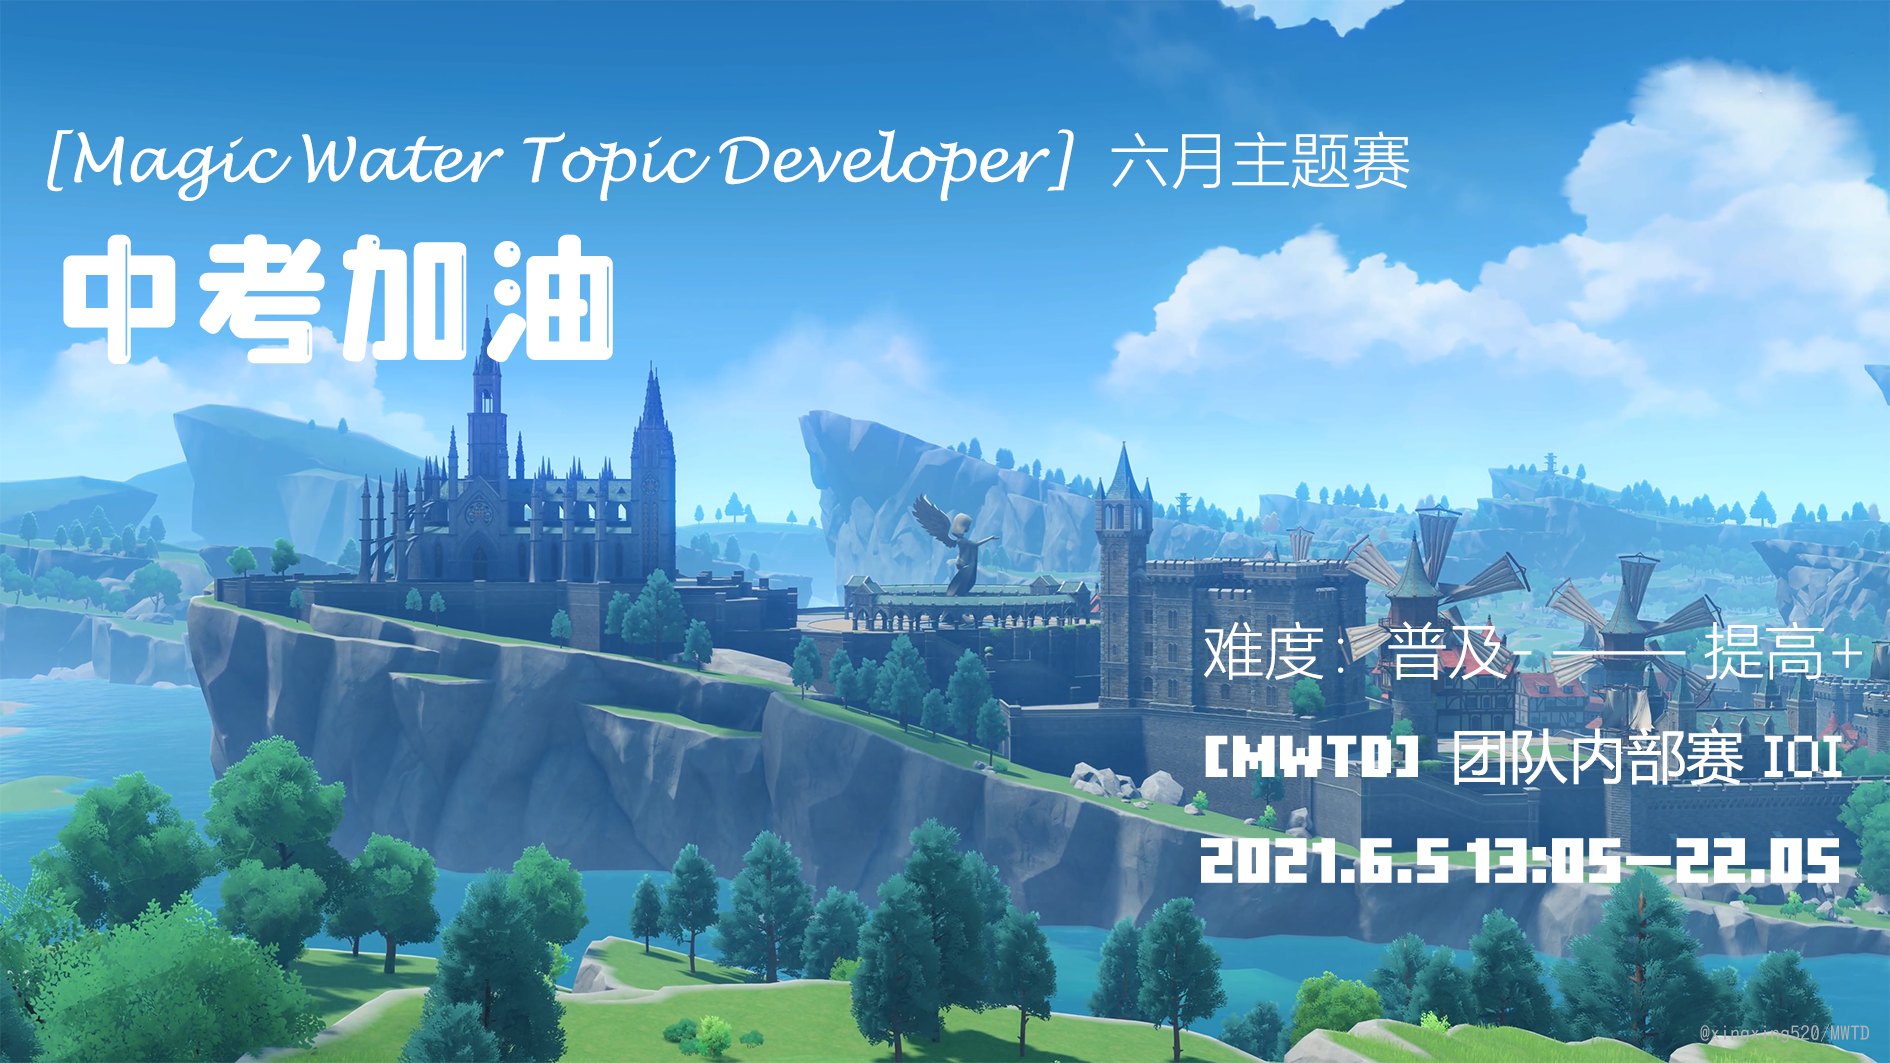 [Magic Water Topic Developer] 六月主题赛
中考加油
难度：普及- —— 提高+
[MWTD] 团队内部赛 IOI
2021.6.5 13:05—22.05
@xingxing520/MWTD